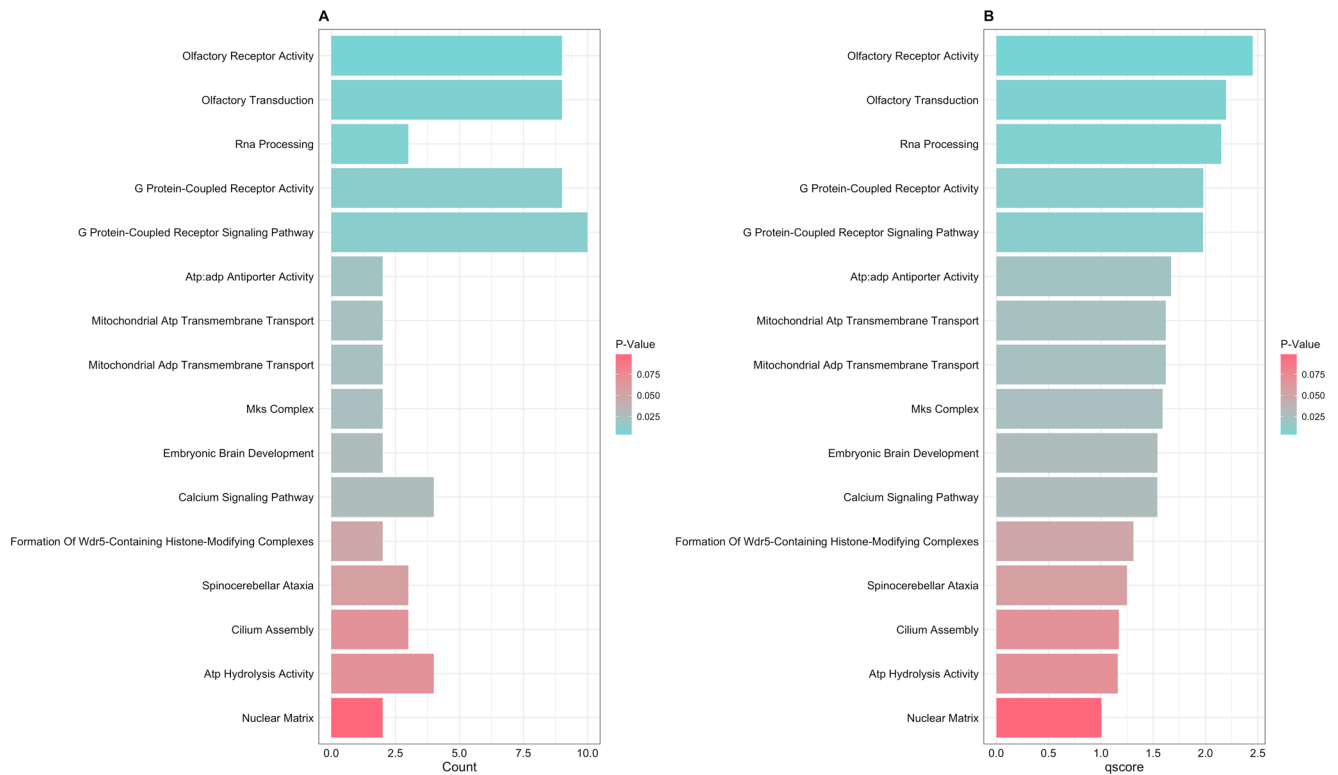 A
Olfactory Receptor Activity
Olfactory Transduction
Rna Processing
G Protein-Coupled Receptor Activity
G Protein-Coupled Receptor Signaling Pathway
Atp:adp Antiporter Activity
Mitochondrial Atp Transmembrane Transport
Mitochondrial Adp Transmembrane Transport
Mks Complex
Embryonic Brain Development
Calcium Signaling Pathway
Formation Of Wdr5-Containing Histone-Modifying Complexes
Spinocerebellar Ataxia
Cilium Assembly
Atp Hydrolysis Activity
Nuclear Matrix
0.0 2.5 5.0 7.5 10.0
Count
P-Value
0.075
0.050
0.025
B
Olfactory Receptor Activity
Olfactory Transduction
Rna Processing
G Protein-Coupled Receptor Activity
G Protein-Coupled Receptor Signaling Pathway
Atp:adp Antiporter Activity
Mitochondrial Atp Transmembrane Transport
Mitochondrial Adp Transmembrane Transport
Mks Complex
Embryonic Brain Development
Calcium Signaling Pathway
Formation Of Wdr5-Containing Histone-Modifying Complexes
Spinocerebellar Ataxia
Cilium Assembly
Atp Hydrolysis Activity
Nuclear Matrix
0.0 0.5 1.0 1.5 2.0 2.5
qscore
P-Value
0.075
0.050
0.025